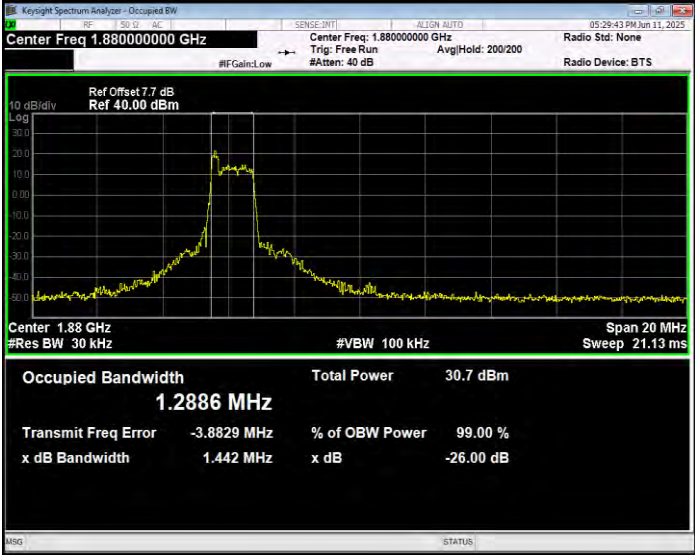 Keysight Spectrum Analyzer - Occupied BW
RF 50 Ω AC SENSE:INT ALIGN AUTO 05:29:43 PM Jun 11, 2025
Center Freq 1.880000000 GHz Center Freq: 1.880000000 GHz Radio Std: None
Trig: Free Run Avg|Hold: 200/200
#IFGain:Low #Atten: 40 dB Radio Device: BTS
Ref Offset 7.7 dB
10 dB/div Ref 40.00 dBm
Log
30.0
20.0
10.0
0.00
-10.0
-20.0
-30.0
-40.0
-50.0
Center 1.88 GHz Span 20 MHz
#Res BW 30 kHz #VBW 100 kHz Sweep 21.13 ms
Occupied Bandwidth Total Power 30.7 dBm
1.2886 MHz
Transmit Freq Error -3.8829 MHz % of OBW Power 99.00 %
x dB Bandwidth 1.442 MHz x dB -26.00 dB
MSG STATUS